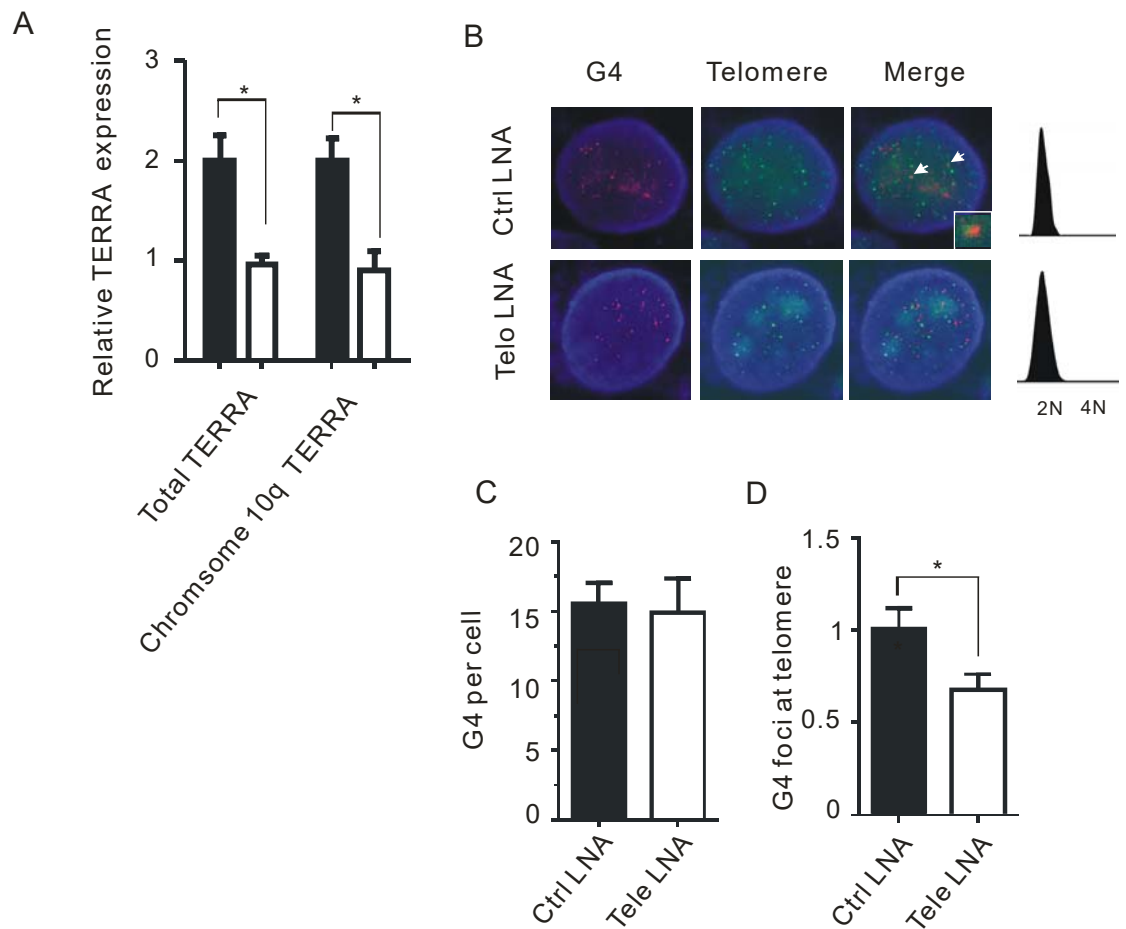 A
Relative TERRA expression
3
2
1
0
*
*
Total TERRA
Chromsome 10q TERRA
B
G4
Telomere
Merge
Ctrl LNA
Telo LNA
2N
4N
C
G4 per cell
20
15
10
5
0
Ctrl LNA
Tele LNA
D
G4 foci at telomere
1.5
1
0.5
0
*
Ctrl LNA
Tele LNA